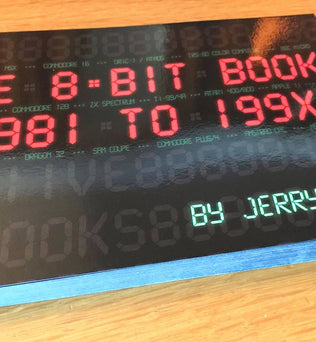 MSX --- COMMODORE 16 --- ORIC-1 / ATMOS --- TRS-80 COLOR COMPUTER
E 8-BIT BOOK
COMMODORE 128 --- ZX SPECTRUM --- TI-99/4A --- ATARI 400/800 --- APPLE
981 TO 199X
--- DRAGON 32 --- SAM COUPE --- COMMODORE PLUS/4 --- AMSTRAD CPC
FIVE
BY JERRY
OOKS